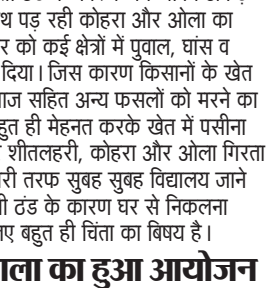 थ पड़ रही कोहरा और ओला का
र को कई क्षेत्रों में पुवाल, घांस व
दिया। जिस कारण किसानों के खेत
ाज सहित अन्य फसलों को मरने का
हुत ही मेहनत करके खेत में पसीना
शीतलहरी, कोहरा और ओला गिरता
री तरफ सुबह सुबह विद्यालय जाने
ी ठंड के कारण घर से निकलना
ए बहुत ही चिंता का बिषय है।
ाला का हुआ आयोजन